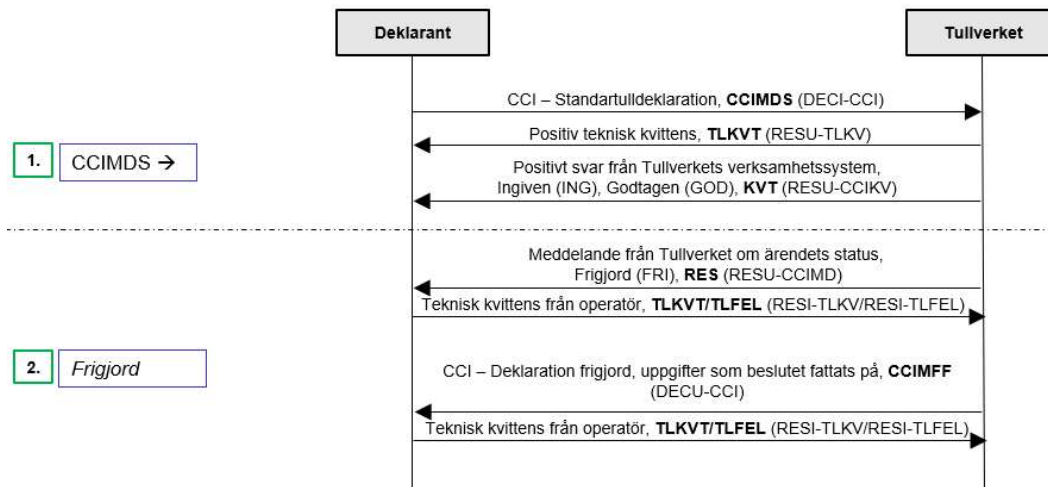 Deklarant
Tullverket
CCI – Standartulldeklaration, CCIMDS (DECI-CCI)
Positiv teknisk kvittens, TLKVT (RESU-TLKV)
1.
CCIMDS →
Positivt svar från Tullverkets verksamhetssystem,
Ingiven (ING), Godtagen (GOD), KVT (RESU-CCIKV)
Meddelande från Tullverket om ärendets status,
Frigjord (FRI), RES (RESU-CCIMD)
Teknisk kvittens från operatör, TLKVT/TLFEL (RESI-TLKV/RESI-TLFEL)
2.
Frigjord
CCI – Deklaration frigjord, uppgifter som beslutet fattats på, CCIMFF
(DECU-CCI)
Teknisk kvittens från operatör, TLKVT/TLFEL (RESI-TLKV/RESI-TLFEL)